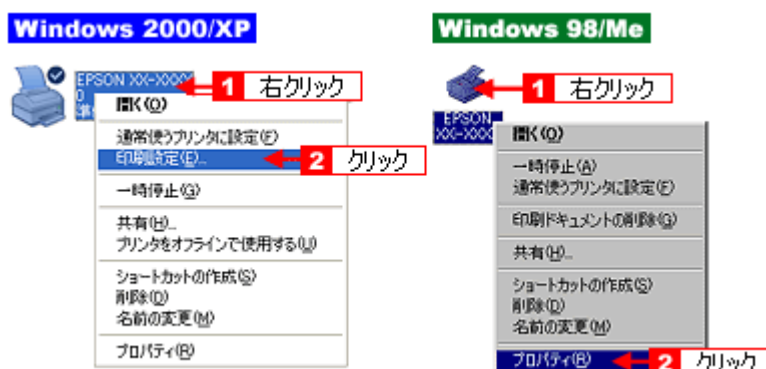 Windows 2000/XP
EPSON XX-XXXX
0
1 右クリック
開く(O)
通常使うプリンタに設定(F)
印刷設定(E)...
2 クリック
一時停止(G)
共有(H)...
プリンタをオフラインで使用する(U)
ショートカットの作成(S)
削除(D)
名前の変更(M)
プロパティ(R)
Windows 98/Me
1 右クリック
EPSON
XX-XXXX
開く(O)
一時停止(A)
通常使うプリンタに設定(F)
印刷ドキュメントの削除(G)
共有(H)...
ショートカットの作成(S)
削除(D)
名前の変更(M)
プロパティ(R)
2 クリック